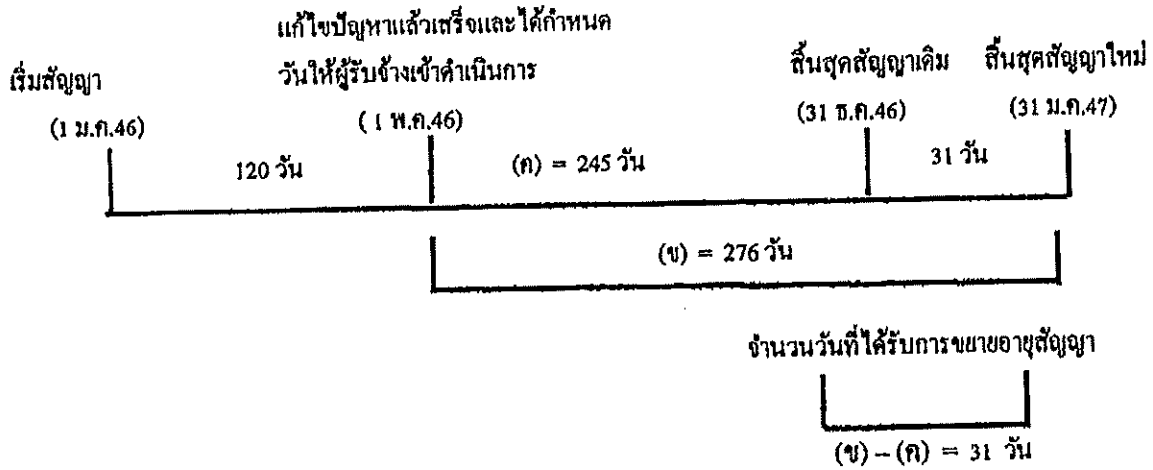 แก้ไขปัญหาแล้วเสร็จและได้กำหนด
วันให้ผู้รับจ้างเข้าดำเนินการ
เริ่มสัญญา
สิ้นสุดสัญญาเดิม
สิ้นสุดสัญญาใหม่
(1 ม.ค.46)
( 1 พ.ค.46)
(31 ธ.ค.46)
(31 ม.ค.47)
120 วัน
(ค) = 245 วัน
31 วัน
(ข) = 276 วัน
จำนวนวันที่ได้รับการขยายอายุสัญญา
(ข) – (ค) = 31 วัน